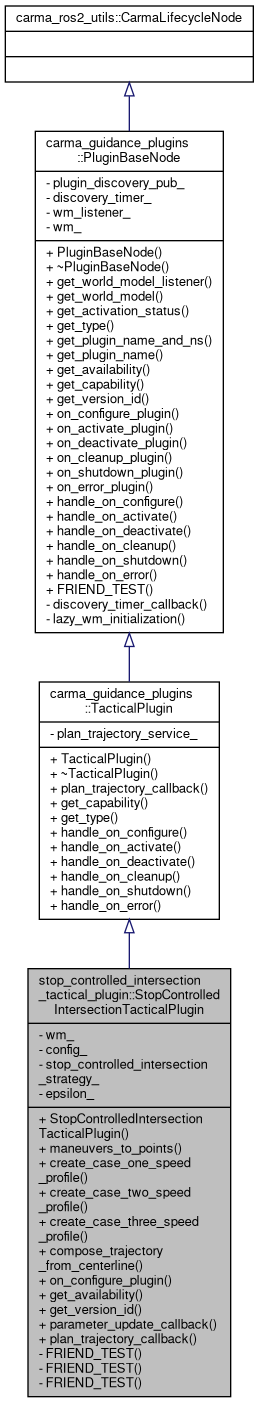 carma_ros2_utils::CarmaLifecycleNode
carma_guidance_plugins
::PluginBaseNode
- plugin_discovery_pub_
- discovery_timer_
- wm_listener_
- wm_
+ PluginBaseNode()
+ ~PluginBaseNode()
+ get_world_model_listener()
+ get_world_model()
+ get_activation_status()
+ get_type()
+ get_plugin_name_and_ns()
+ get_plugin_name()
+ get_availability()
+ get_capability()
+ get_version_id()
+ on_configure_plugin()
+ on_activate_plugin()
+ on_deactivate_plugin()
+ on_cleanup_plugin()
+ on_shutdown_plugin()
+ on_error_plugin()
+ handle_on_configure()
+ handle_on_activate()
+ handle_on_deactivate()
+ handle_on_cleanup()
+ handle_on_shutdown()
+ handle_on_error()
+ FRIEND_TEST()
- discovery_timer_callback()
- lazy_wm_initialization()
carma_guidance_plugins
::TacticalPlugin
- plan_trajectory_service_
+ TacticalPlugin()
+ ~TacticalPlugin()
+ plan_trajectory_callback()
+ get_capability()
+ get_type()
+ handle_on_configure()
+ handle_on_activate()
+ handle_on_deactivate()
+ handle_on_cleanup()
+ handle_on_shutdown()
+ handle_on_error()
stop_controlled_intersection
_tactical_plugin::StopControlled
IntersectionTacticalPlugin
- wm_
- config_
- stop_controlled_intersection
_strategy_
- epsilon_
+ StopControlledIntersection
TacticalPlugin()
+ maneuvers_to_points()
+ create_case_one_speed
_profile()
+ create_case_two_speed
_profile()
+ create_case_three_speed
_profile()
+ compose_trajectory
_from_centerline()
+ on_configure_plugin()
+ get_availability()
+ get_version_id()
+ parameter_update_callback()
+ plan_trajectory_callback()
- FRIEND_TEST()
- FRIEND_TEST()
- FRIEND_TEST()